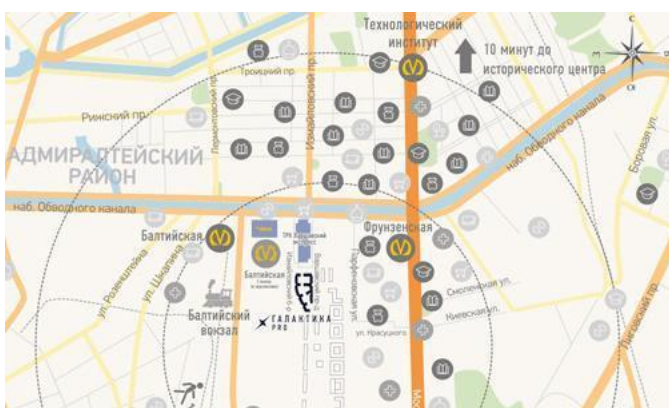 Технологический
институт
10 минут до
исторического центра
С
З
Троицкий пр.
Рижский пр.
Лермонтовский пр.
Измайловский пр.
Боровая ул.
АДМИРАЛТЕЙСКИЙ
РАЙОН
наб. Обводного канала
наб. Обводного канала
Балтийская
Фрунзенская
Балтийская
ул. Розенштейна
ул. Шкапина
Смоленская ул.
Киевская ул.
Балтийский
вокзал
ГАЛАКТИКА
PRO
ул. Красуцкого
Лиговский пр.
Мос